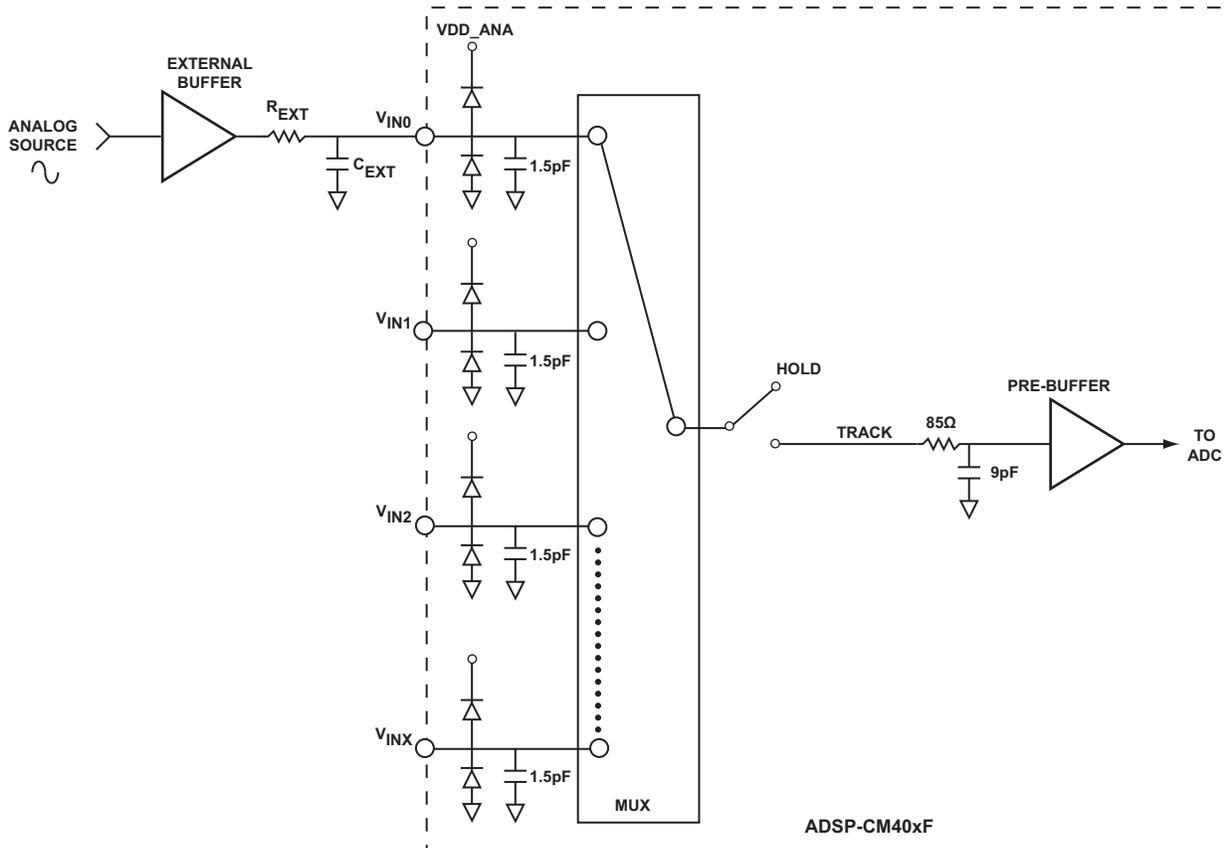 VDD_ANA
EXTERNAL
BUFFER
REXT
ANALOG
SOURCE
VIN0
CEXT
1.5pF
VIN1
1.5pF
HOLD
PRE-BUFFER
TRACK
85Ω
TO
ADC
9pF
VIN2
1.5pF
VINX
1.5pF
MUX
ADSP-CM40xF